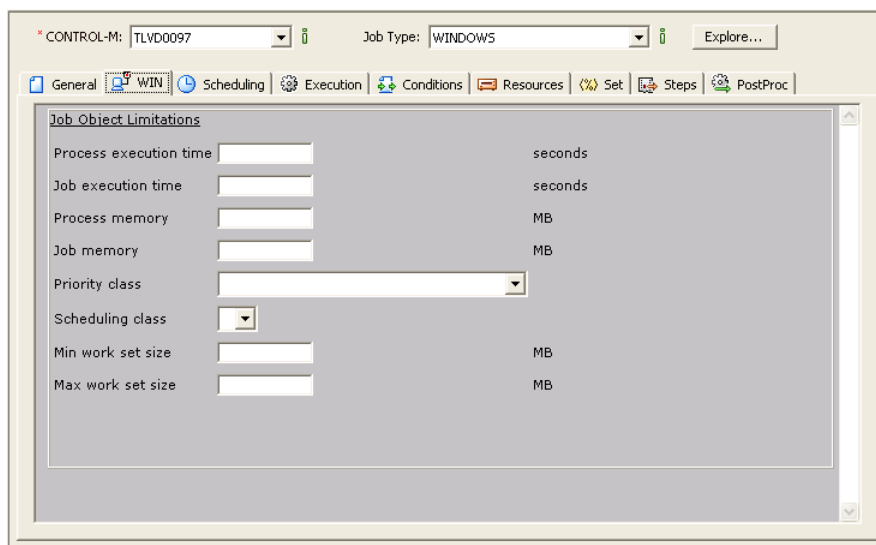 * CONTROL-M: TLVD0097 Job Type: WINDOWS Explore...
General WIN Scheduling Execution Conditions Resources Set Steps PostProc
Job Object Limitations
Process execution time seconds
Job execution time seconds
Process memory MB
Job memory MB
Priority class
Scheduling class
Min work set size MB
Max work set size MB